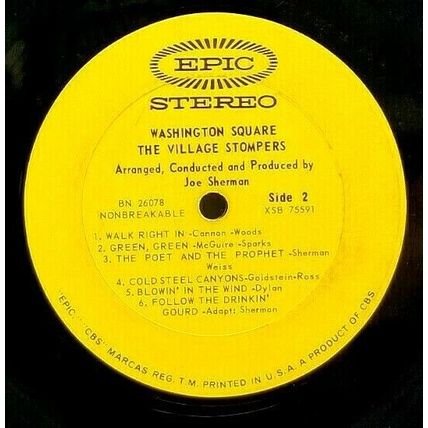 EPIC
STEREO
WASHINGTON SQUARE
THE VILLAGE STOMPERS
Arranged, Conducted and Produced by
Joe Sherman
BN 26078
NONBREAKABLE
Side 2
XSB 75591
1. WALK RIGHT IN -Cannon -Woods
2. GREEN, GREEN -McGuire -Sparks
3. THE POET AND THE PROPHET -Sherman
Weiss
4. COLD STEEL CANYONS -Goldstein -Ross
5. BLOWIN' IN THE WIND -Dylan
6. FOLLOW THE DRINKIN'
GOURD -Adapt: Sherman
"EPIC, CBS MARCAS REG. T.M. PRINTED IN U.S.A. A PRODUCT OF CBS